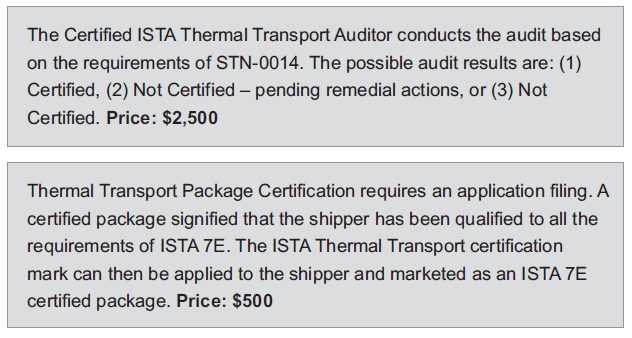 The Certified ISTA Thermal Transport Auditor conducts the audit based
on the requirements of STN-0014. The possible audit results are: (1)
Certified, (2) Not Certified – pending remedial actions, or (3) Not
Certified. Price: $2,500
Thermal Transport Package Certification requires an application filing. A
certified package signified that the shipper has been qualified to all the
requirements of ISTA 7E. The ISTA Thermal Transport certification
mark can then be applied to the shipper and marketed as an ISTA 7E
certified package. Price: $500